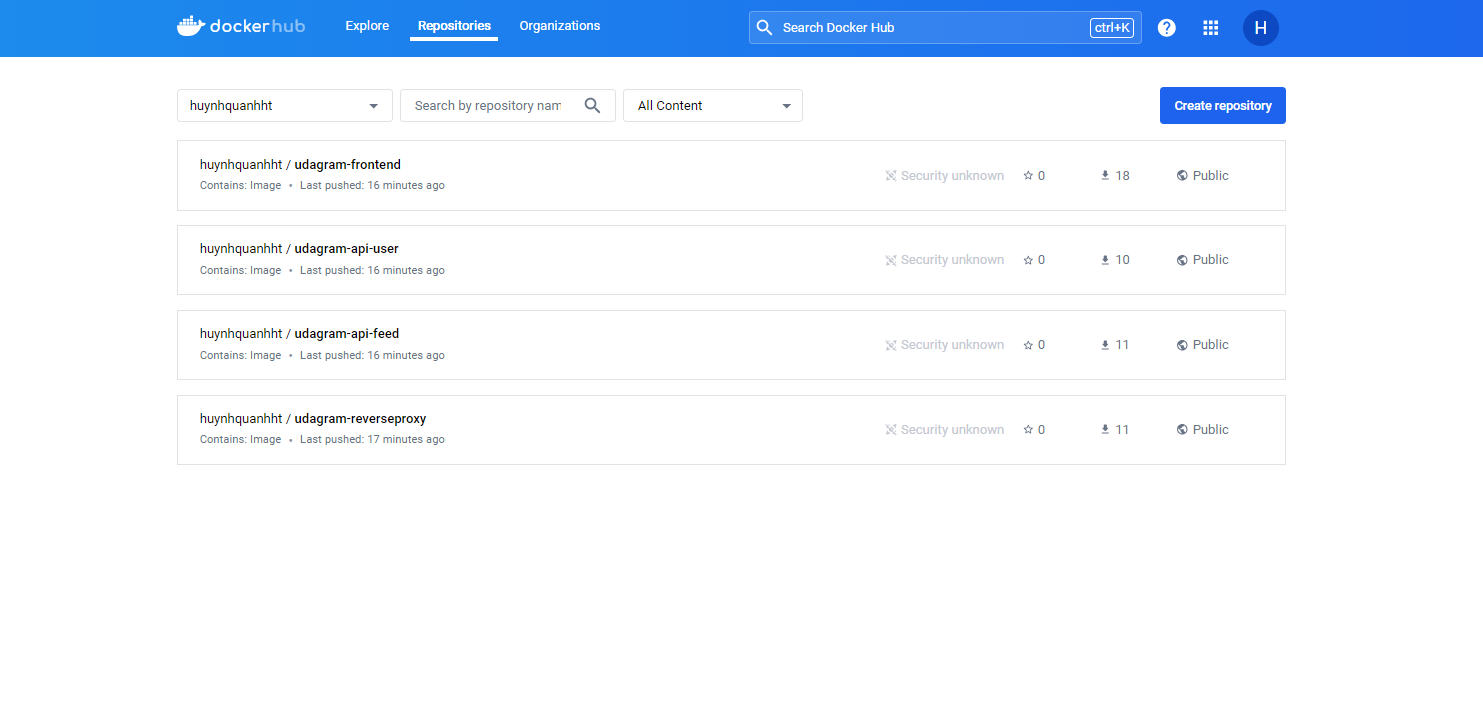 dockerhub Explore Repositories Organizations Search Docker Hub ctrl+K ? H
huynhquanhht Search by repository nam All Content Create repository
huynhquanhht / udagram-frontend
Contains: Image • Last pushed: 16 minutes ago Security unknown 0 18 Public
huynhquanhht / udagram-api-user
Contains: Image • Last pushed: 16 minutes ago Security unknown 0 10 Public
huynhquanhht / udagram-api-feed
Contains: Image • Last pushed: 16 minutes ago Security unknown 0 11 Public
huynhquanhht / udagram-reverseproxy
Contains: Image • Last pushed: 17 minutes ago Security unknown 0 11 Public